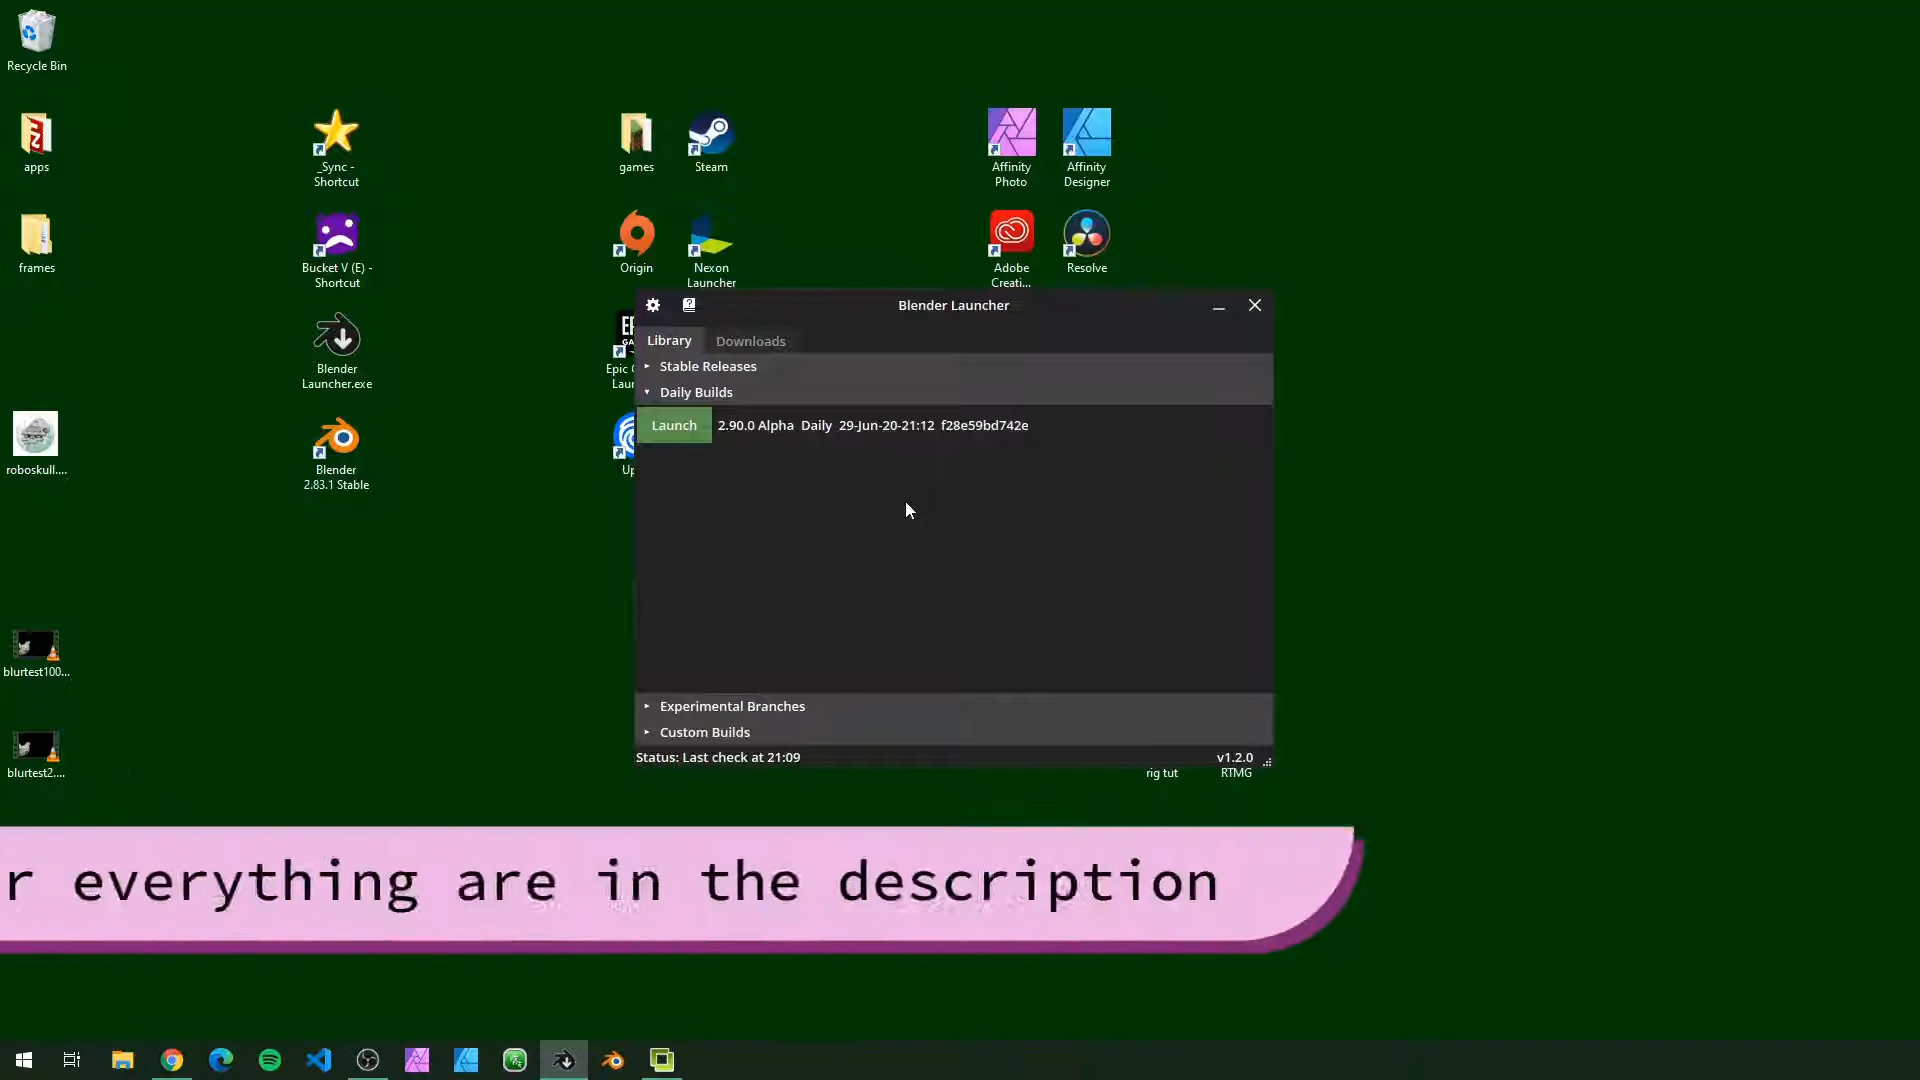 Recycle Bin
apps
_Sync -
Shortcut
games
Steam
Affinity
Photo
Affinity
Designer
frames
Bucket V (E) -
Shortcut
Origin
Nexon
Launcher
Adobe
Creati...
Resolve
Blender Launcher
Library
Downloads
Stable Releases
Daily Builds
Launch
2.90.0 Alpha Daily 29-Jun-20-21:12 f28e59bd742e
Experimental Branches
Custom Builds
Status: Last check at 21:09
v1.2.0
Blender
Launcher.exe
Epic
Laun
roboskull....
Blender
2.83.1 Stable
Up
blurtest100...
blurtest2....
rig tut
RTMG
r everything are in the description